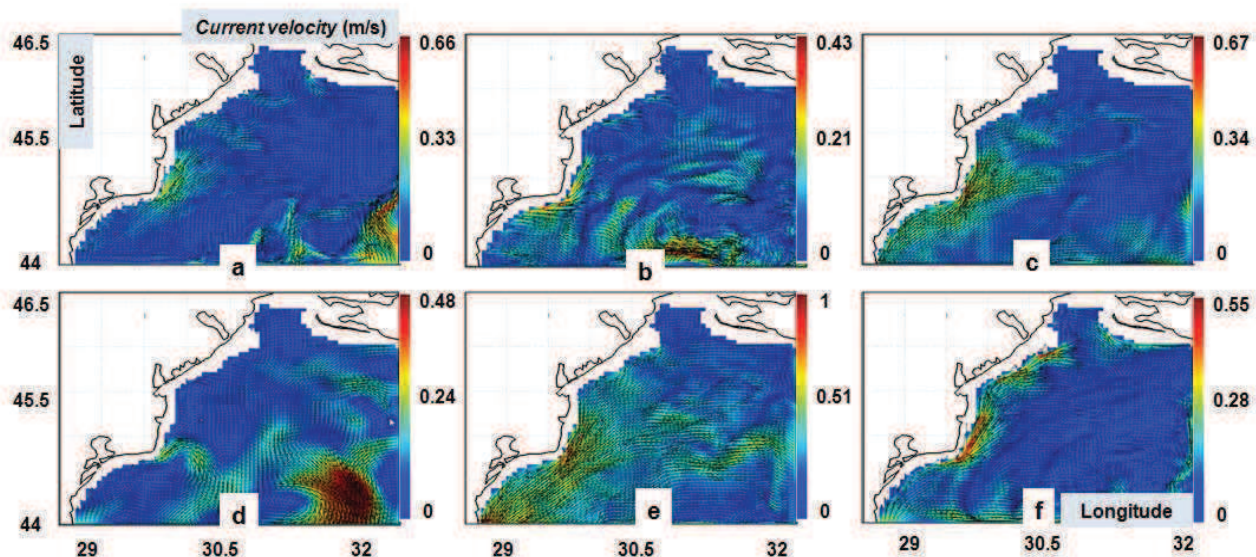 Current velocity (m/s)
46.5 0.66 0.43 0.67
Latitude
45.5 0.33 0.21 0.34
44 a 0 b 0 c 0
46.5 0.48 1 0.55
45.5 0.24 0.51 0.28
44 d 0 e 0 f Longitude 0
29 30.5 32 29 30.5 32 29 30.5 32